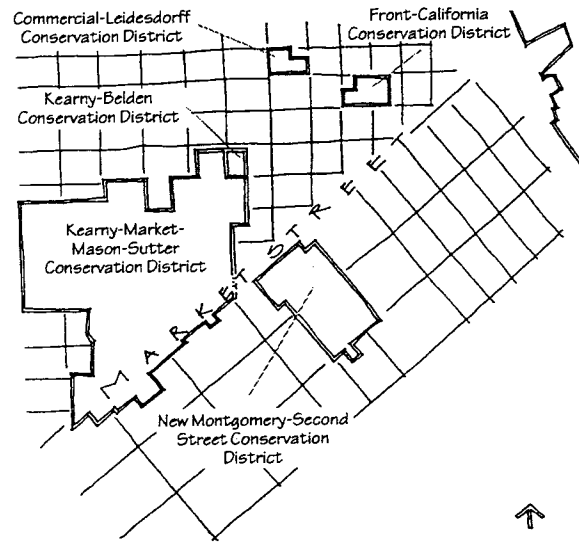 Commercial-Leidesdorff
Conservation District
Front-California
Conservation District
Kearny-Belden
Conservation District
Kearny-Market-
Mason-Sutter
Conservation District
MARKET STREET
New Montgomery-Second
Street Conservation
District